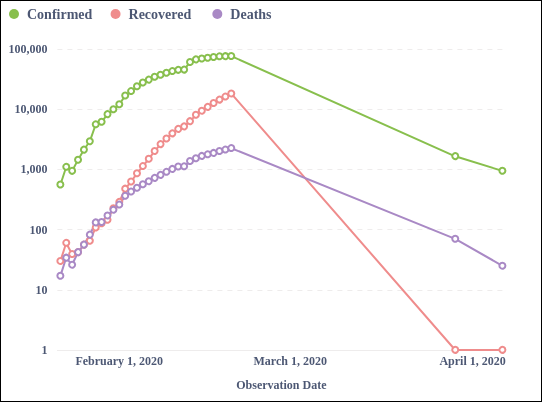 Confirmed Recovered Deaths
100,000
10,000
1,000
100
10
1
February 1, 2020 March 1, 2020 April 1, 2020
Observation Date